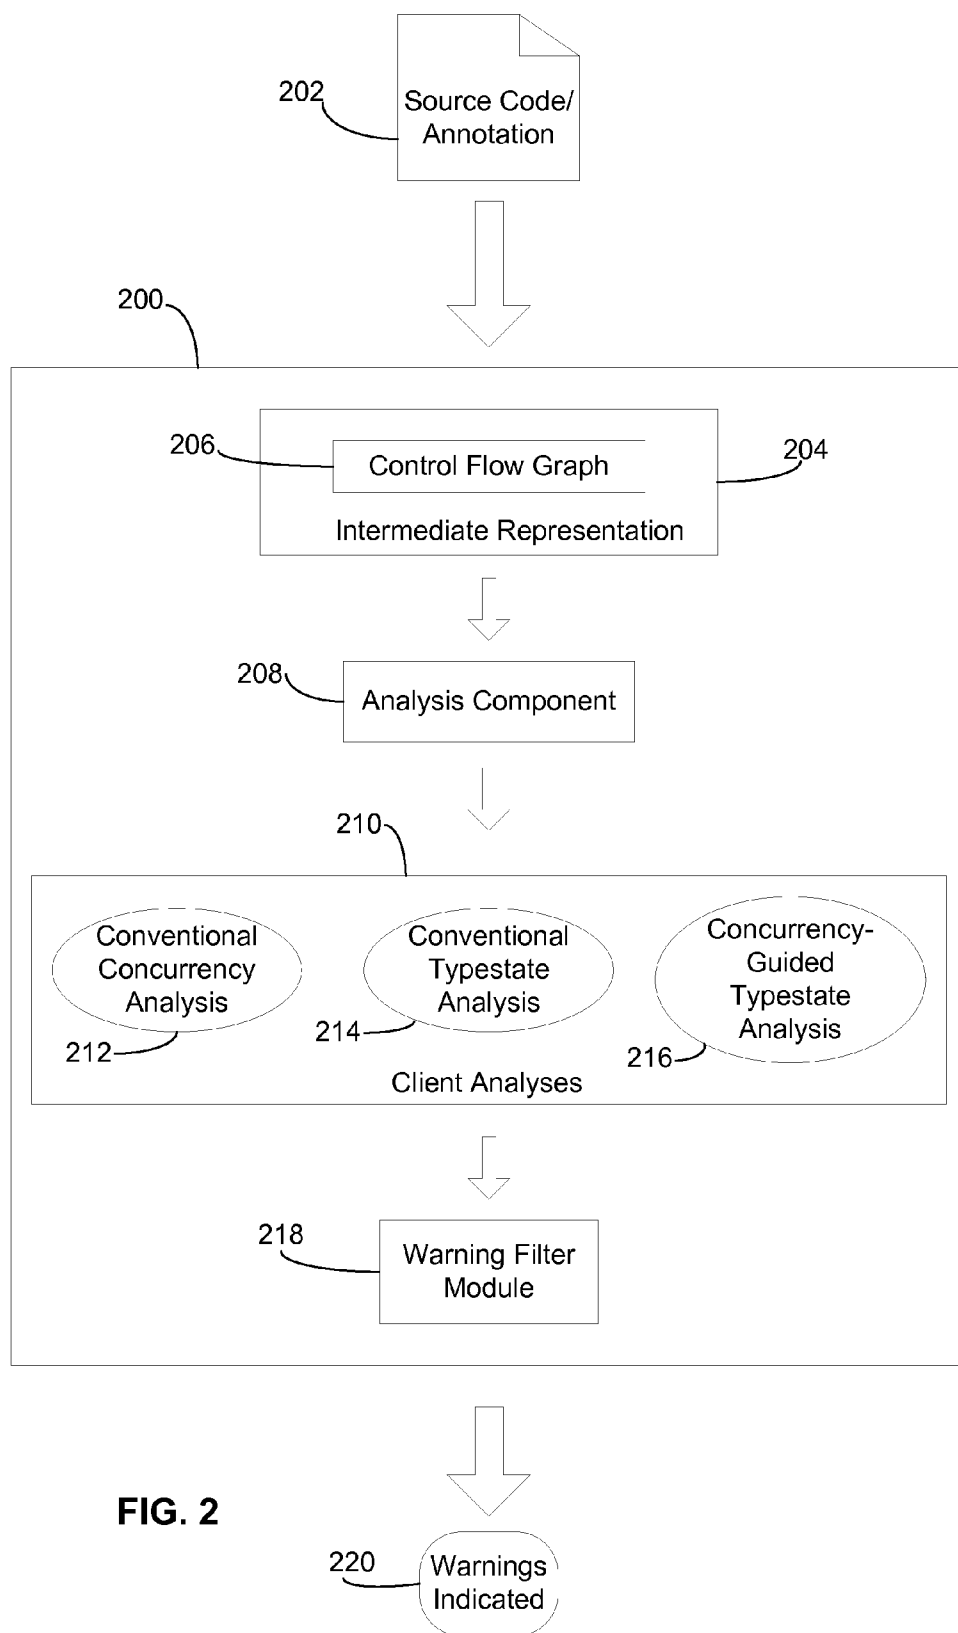 202
Source Code/
Annotation
200
206
Control Flow Graph
204
Intermediate Representation
208
Analysis Component
210
Conventional
Concurrency
Analysis
212
Conventional
Typestate
Analysis
214
Concurrency-
Guided
Typestate
Analysis
216
Client Analyses
218
Warning Filter
Module
FIG. 2
220
Warnings
Indicated